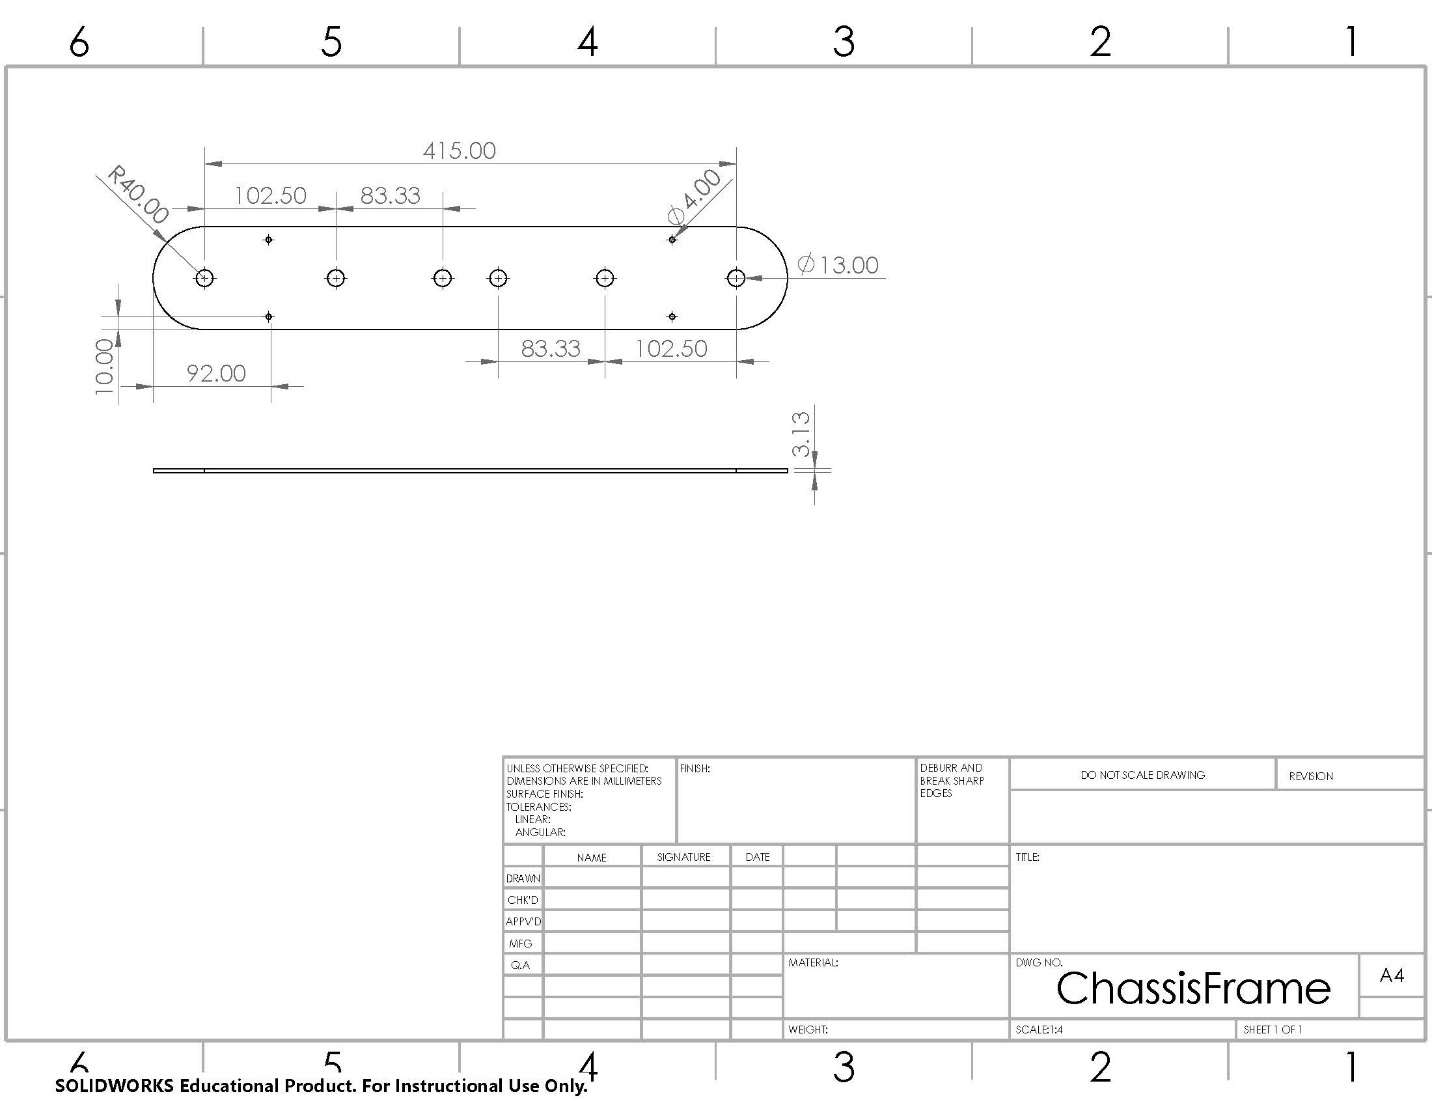 6 5 4 3 2 1
415.00
R40.00
102.50 83.33
⌀4.00
⌀13.00
83.33 102.50
10.00
92.00
3.13
UNLESS OTHERWISE SPECIFIED:
DIMENSIONS ARE IN MILLIMETERS
SURFACE FINISH:
TOLERANCES:
LINEAR:
ANGULAR:
FINISH:
DEBURR AND
BREAK SHARP
EDGES
DO NOT SCALE DRAWING
REVISION
NAME SIGNATURE DATE
TITLE:
DRAWN
CHK'D
APPV'D
MFG
Q.A
MATERIAL:
DWG NO.
ChassisFrame
A4
WEIGHT:
SCALE:1:4
SHEET 1 OF 1
6 5 4 3 2 1
SOLIDWORKS Educational Product. For Instructional Use Only.